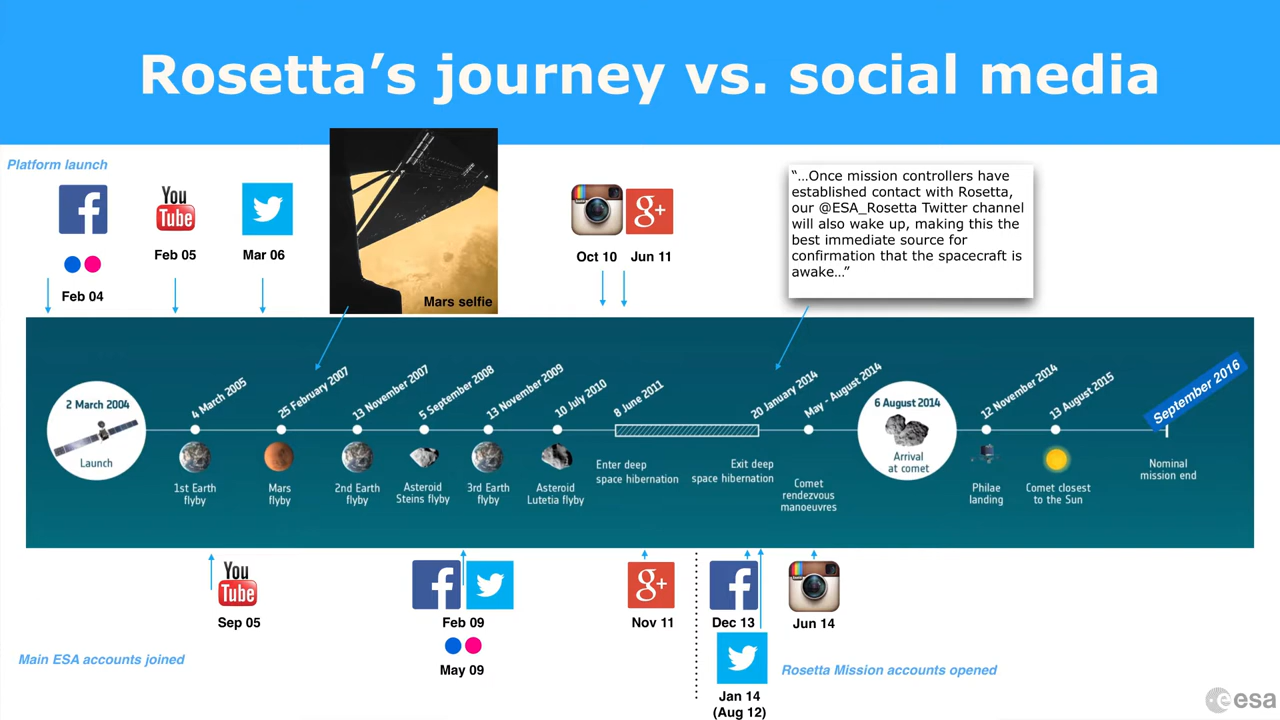 Rosetta’s journey vs. social media
Platform launch
Feb 04
You
Tube
Feb 05
Mar 06
Mars selfie
Oct 10
g+
Jun 11
“…Once mission controllers have
established contact with Rosetta,
our @ESA_Rosetta Twitter channel
will also wake up, making this the
best immediate source for
confirmation that the spacecraft is
awake…”
2 March 2004
Launch
4 March 2005
1st Earth
flyby
25 February 2007
Mars
flyby
13 November 2007
2nd Earth
flyby
5 September 2008
Asteroid
Steins flyby
13 November 2009
3rd Earth
flyby
10 July 2010
Asteroid
Lutetia flyby
8 June 2011
Enter deep
space hibernation
20 January 2014
Exit deep
space hibernation
May - August 2014
Comet
rendezvous
manoeuvres
6 August 2014
Arrival
at comet
12 November 2014
Philae
landing
13 August 2015
Comet closest
to the Sun
September 2016
Nominal
mission end
You
Tube
Sep 05
Feb 09
May 09
g+
Nov 11
Dec 13
Jun 14
Jan 14
(Aug 12)
Main ESA accounts joined
Rosetta Mission accounts opened
esa